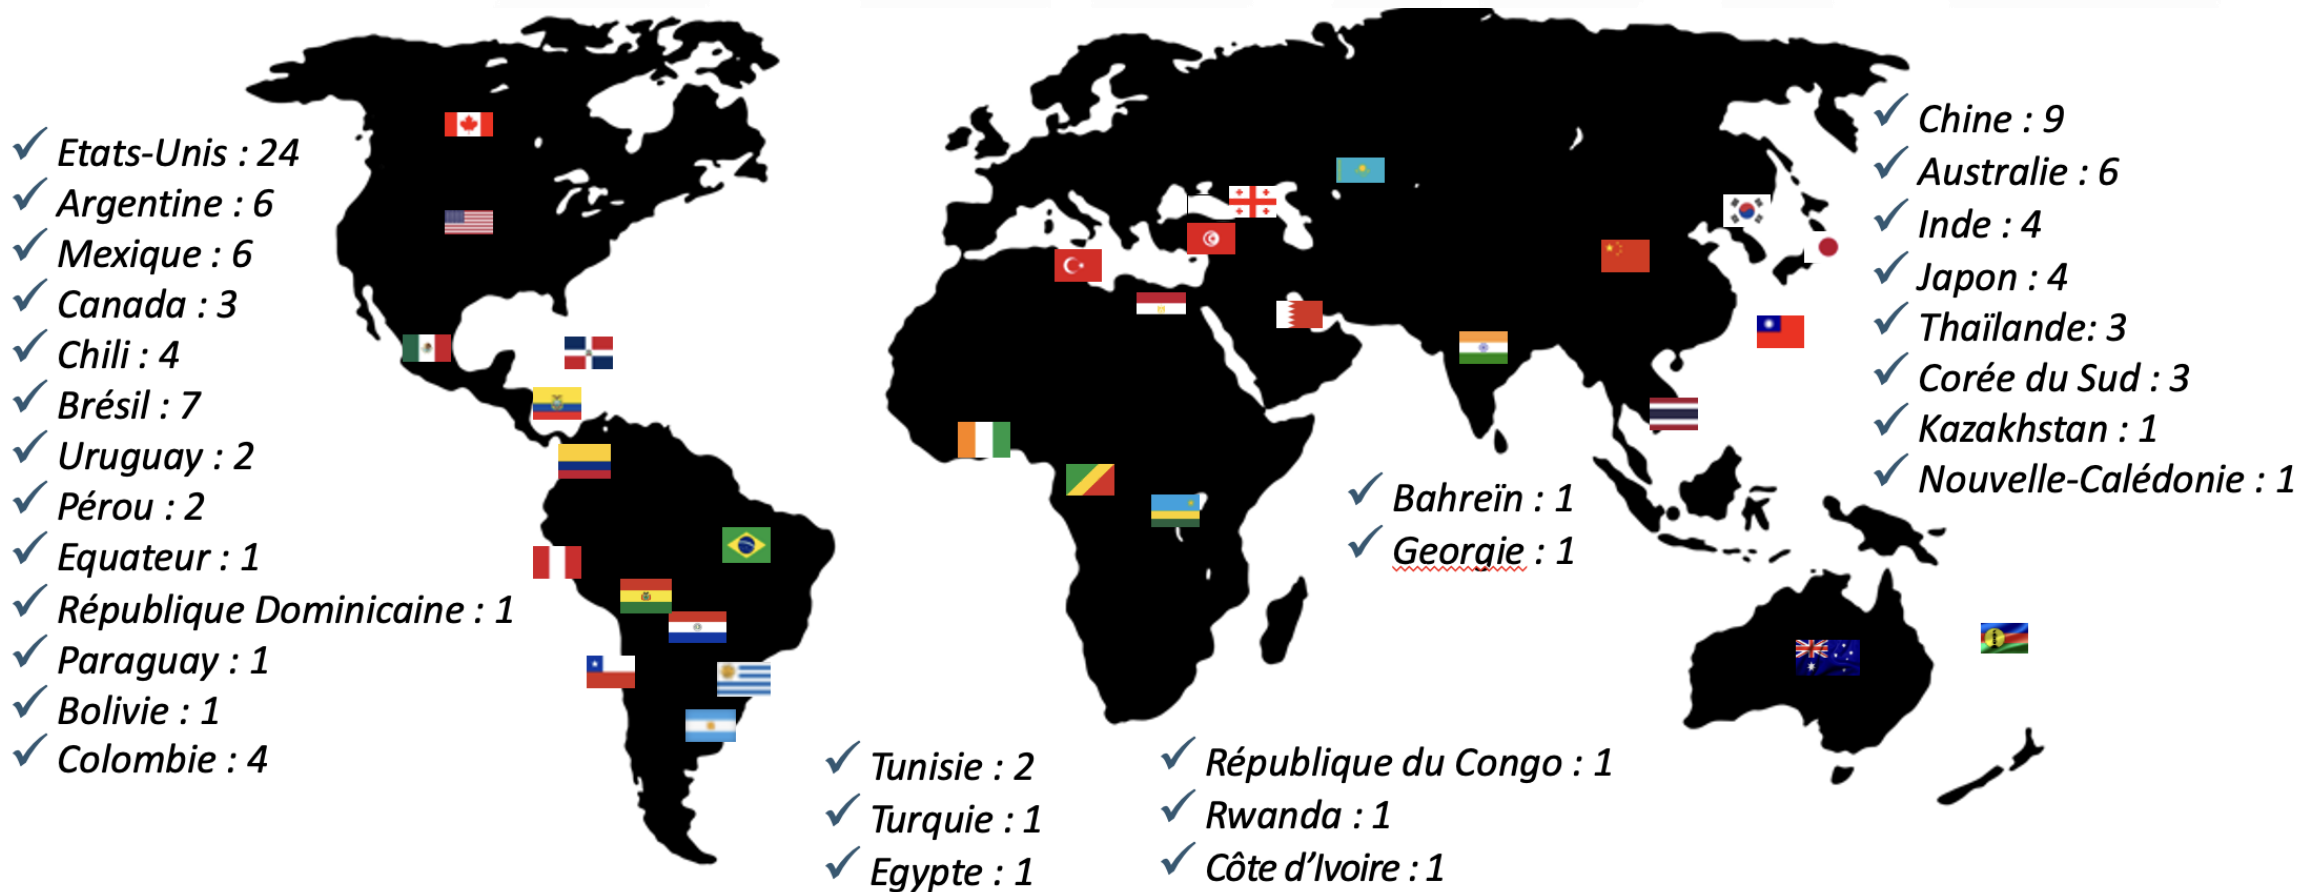 Etats-Unis : 24
Argentine : 6
Mexique : 6
Canada : 3
Chili : 4
Brésil : 7
Uruguay : 2
Pérou : 2
Equateur : 1
République Dominicaine : 1
Paraguay : 1
Bolivie : 1
Colombie : 4
Tunisie : 2
Turquie : 1
Egypte : 1
République du Congo : 1
Rwanda : 1
Côte d’Ivoire : 1
Bahreïn : 1
Georgie : 1
Chine : 9
Australie : 6
Inde : 4
Japon : 4
Thaïlande: 3
Corée du Sud : 3
Kazakhstan : 1
Nouvelle-Calédonie : 1